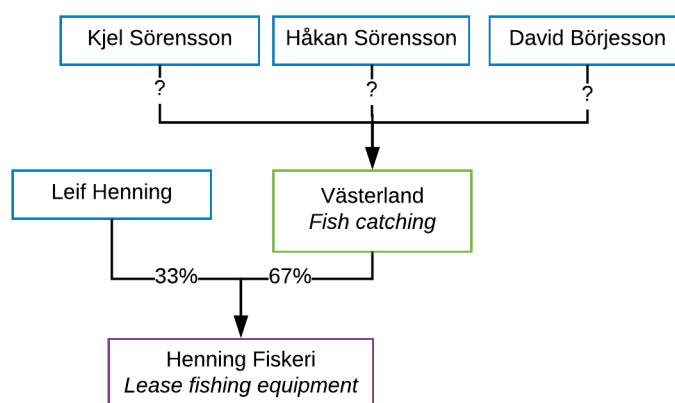 Kjel Sörensson
Håkan Sörensson
David Börjesson
?
?
?
Leif Henning
Västerland
Fish catching
33%
67%
Henning Fiskeri
Lease fishing equipment